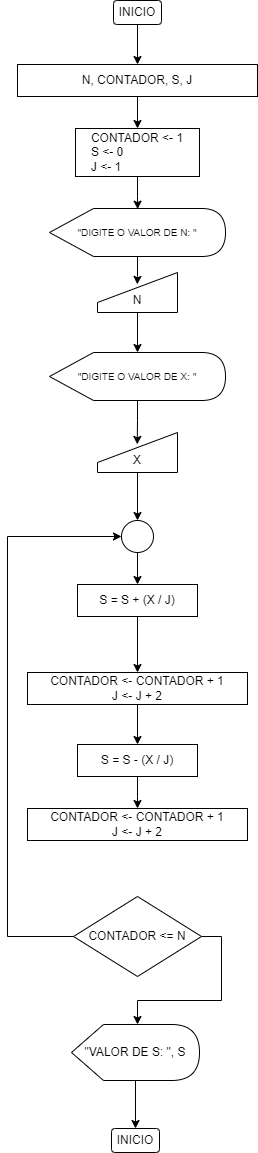 INICIO
N, CONTADOR, S, J
CONTADOR <- 1
S <- 0
J <- 1
"DIGITE O VALOR DE N: "
N
"DIGITE O VALOR DE X: "
X
S = S + (X / J)
CONTADOR <- CONTADOR + 1
J <- J + 2
S = S - (X / J)
CONTADOR <- CONTADOR + 1
J <- J + 2
CONTADOR <= N
"VALOR DE S: ", S
INICIO